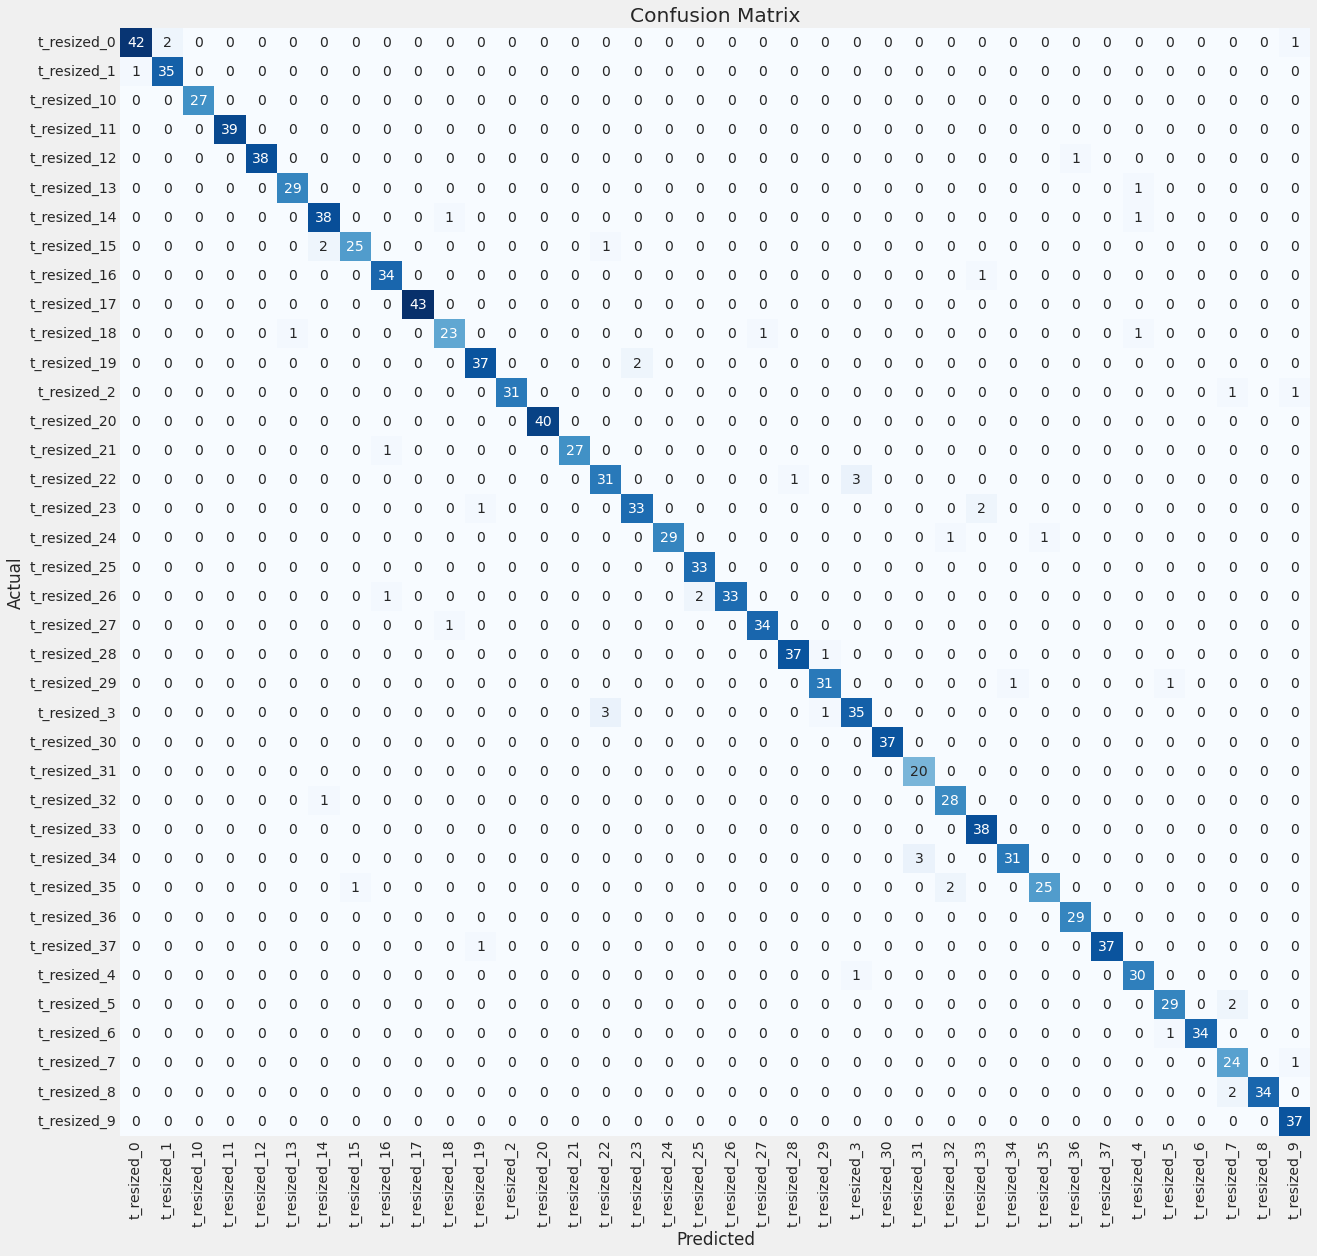 Confusion Matrix
t_resized_0 42 2 0 0 0 0 0 0 0 0 0 0 0 0 0 0 0 0 0 0 0 0 0 0 0 0 0 0 0 0 0 0 0 0 0 0 0 1
t_resized_1 1 35 0 0 0 0 0 0 0 0 0 0 0 0 0 0 0 0 0 0 0 0 0 0 0 0 0 0 0 0 0 0 0 0 0 0 0 0
t_resized_10 0 0 27 0 0 0 0 0 0 0 0 0 0 0 0 0 0 0 0 0 0 0 0 0 0 0 0 0 0 0 0 0 0 0 0 0 0 0
t_resized_11 0 0 0 39 0 0 0 0 0 0 0 0 0 0 0 0 0 0 0 0 0 0 0 0 0 0 0 0 0 0 0 0 0 0 0 0 0 0
t_resized_12 0 0 0 0 38 0 0 0 0 0 0 0 0 0 0 0 0 0 0 0 0 0 0 0 0 0 0 0 0 0 1 0 0 0 0 0 0 0
t_resized_13 0 0 0 0 0 29 0 0 0 0 0 0 0 0 0 0 0 0 0 0 0 0 0 0 0 0 0 0 0 0 0 0 1 0 0 0 0 0
t_resized_14 0 0 0 0 0 0 38 0 0 0 1 0 0 0 0 0 0 0 0 0 0 0 0 0 0 0 0 0 0 0 0 0 1 0 0 0 0 0
t_resized_15 0 0 0 0 0 0 2 25 0 0 0 0 0 0 0 1 0 0 0 0 0 0 0 0 0 0 0 0 0 0 0 0 0 0 0 0 0 0
t_resized_16 0 0 0 0 0 0 0 0 34 0 0 0 0 0 0 0 0 0 0 0 0 0 0 0 0 0 0 1 0 0 0 0 0 0 0 0 0 0
t_resized_17 0 0 0 0 0 0 0 0 0 43 0 0 0 0 0 0 0 0 0 0 0 0 0 0 0 0 0 0 0 0 0 0 0 0 0 0 0 0
t_resized_18 0 0 0 0 0 1 0 0 0 0 23 0 0 0 0 0 0 0 0 0 1 0 0 0 0 0 0 0 0 0 0 0 1 0 0 0 0 0
t_resized_19 0 0 0 0 0 0 0 0 0 0 0 37 0 0 0 0 2 0 0 0 0 0 0 0 0 0 0 0 0 0 0 0 0 0 0 0 0 0
t_resized_2 0 0 0 0 0 0 0 0 0 0 0 0 31 0 0 0 0 0 0 0 0 0 0 0 0 0 0 0 0 0 0 0 0 0 0 1 0 1
t_resized_20 0 0 0 0 0 0 0 0 0 0 0 0 0 40 0 0 0 0 0 0 0 0 0 0 0 0 0 0 0 0 0 0 0 0 0 0 0 0
t_resized_21 0 0 0 0 0 0 0 0 1 0 0 0 0 0 27 0 0 0 0 0 0 0 0 0 0 0 0 0 0 0 0 0 0 0 0 0 0 0
t_resized_22 0 0 0 0 0 0 0 0 0 0 0 0 0 0 0 31 0 0 0 0 0 1 0 3 0 0 0 0 0 0 0 0 0 0 0 0 0 0
t_resized_23 0 0 0 0 0 0 0 0 0 0 0 1 0 0 0 0 33 0 0 0 0 0 0 0 0 0 0 2 0 0 0 0 0 0 0 0 0 0
t_resized_24 0 0 0 0 0 0 0 0 0 0 0 0 0 0 0 0 0 29 0 0 0 0 0 0 0 0 1 0 0 1 0 0 0 0 0 0 0 0
t_resized_25 0 0 0 0 0 0 0 0 0 0 0 0 0 0 0 0 0 0 33 0 0 0 0 0 0 0 0 0 0 0 0 0 0 0 0 0 0 0
t_resized_26 0 0 0 0 0 0 0 0 1 0 0 0 0 0 0 0 0 0 2 33 0 0 0 0 0 0 0 0 0 0 0 0 0 0 0 0 0 0
t_resized_27 0 0 0 0 0 0 0 0 0 0 1 0 0 0 0 0 0 0 0 0 34 0 0 0 0 0 0 0 0 0 0 0 0 0 0 0 0 0
t_resized_28 0 0 0 0 0 0 0 0 0 0 0 0 0 0 0 0 0 0 0 0 0 37 1 0 0 0 0 0 0 0 0 0 0 0 0 0 0 0
t_resized_29 0 0 0 0 0 0 0 0 0 0 0 0 0 0 0 0 0 0 0 0 0 0 31 0 0 0 0 0 1 0 0 0 0 1 0 0 0 0
t_resized_3 0 0 0 0 0 0 0 0 0 0 0 0 0 0 0 3 0 0 0 0 0 0 1 35 0 0 0 0 0 0 0 0 0 0 0 0 0 0
t_resized_30 0 0 0 0 0 0 0 0 0 0 0 0 0 0 0 0 0 0 0 0 0 0 0 0 37 0 0 0 0 0 0 0 0 0 0 0 0 0
t_resized_31 0 0 0 0 0 0 0 0 0 0 0 0 0 0 0 0 0 0 0 0 0 0 0 0 0 20 0 0 0 0 0 0 0 0 0 0 0 0
t_resized_32 0 0 0 0 0 0 1 0 0 0 0 0 0 0 0 0 0 0 0 0 0 0 0 0 0 0 28 0 0 0 0 0 0 0 0 0 0 0
t_resized_33 0 0 0 0 0 0 0 0 0 0 0 0 0 0 0 0 0 0 0 0 0 0 0 0 0 0 0 38 0 0 0 0 0 0 0 0 0 0
t_resized_34 0 0 0 0 0 0 0 0 0 0 0 0 0 0 0 0 0 0 0 0 0 0 0 0 0 3 0 0 31 0 0 0 0 0 0 0 0 0
t_resized_35 0 0 0 0 0 0 0 1 0 0 0 0 0 0 0 0 0 0 0 0 0 0 0 0 0 0 2 0 0 25 0 0 0 0 0 0 0 0
t_resized_36 0 0 0 0 0 0 0 0 0 0 0 0 0 0 0 0 0 0 0 0 0 0 0 0 0 0 0 0 0 0 29 0 0 0 0 0 0 0
t_resized_37 0 0 0 0 0 0 0 0 0 0 0 1 0 0 0 0 0 0 0 0 0 0 0 0 0 0 0 0 0 0 0 37 0 0 0 0 0 0
t_resized_4 0 0 0 0 0 0 0 0 0 0 0 0 0 0 0 0 0 0 0 0 0 0 0 1 0 0 0 0 0 0 0 0 30 0 0 0 0 0
t_resized_5 0 0 0 0 0 0 0 0 0 0 0 0 0 0 0 0 0 0 0 0 0 0 0 0 0 0 0 0 0 0 0 0 0 29 0 2 0 0
t_resized_6 0 0 0 0 0 0 0 0 0 0 0 0 0 0 0 0 0 0 0 0 0 0 0 0 0 0 0 0 0 0 0 0 0 1 34 0 0 0
t_resized_7 0 0 0 0 0 0 0 0 0 0 0 0 0 0 0 0 0 0 0 0 0 0 0 0 0 0 0 0 0 0 0 0 0 0 0 24 0 1
t_resized_8 0 0 0 0 0 0 0 0 0 0 0 0 0 0 0 0 0 0 0 0 0 0 0 0 0 0 0 0 0 0 0 0 0 0 0 2 34 0
t_resized_9 0 0 0 0 0 0 0 0 0 0 0 0 0 0 0 0 0 0 0 0 0 0 0 0 0 0 0 0 0 0 0 0 0 0 0 0 0 37
Actual
t_resized_0 t_resized_1 t_resized_10 t_resized_11 t_resized_12 t_resized_13 t_resized_14 t_resized_15 t_resized_16 t_resized_17 t_resized_18 t_resized_19 t_resized_2 t_resized_20 t_resized_21 t_resized_22 t_resized_23 t_resized_24 t_resized_25 t_resized_26 t_resized_27 t_resized_28 t_resized_29 t_resized_3 t_resized_30 t_resized_31 t_resized_32 t_resized_33 t_resized_34 t_resized_35 t_resized_36 t_resized_37 t_resized_4 t_resized_5 t_resized_6 t_resized_7 t_resized_8 t_resized_9
Predicted